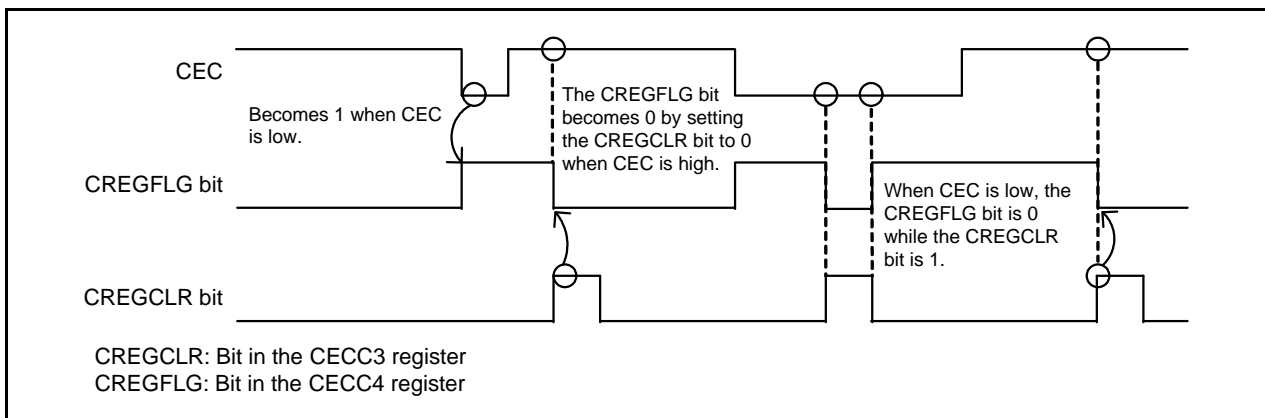 CEC
Becomes 1 when CEC
is low.
The CREGFLG bit
becomes 0 by setting
the CREGCLR bit to 0
when CEC is high.
CREGFLG bit
When CEC is low, the
CREGFLG bit is 0
while the CREGCLR
bit is 1.
CREGCLR bit
CREGCLR: Bit in the CECC3 register
CREGFLG: Bit in the CECC4 register